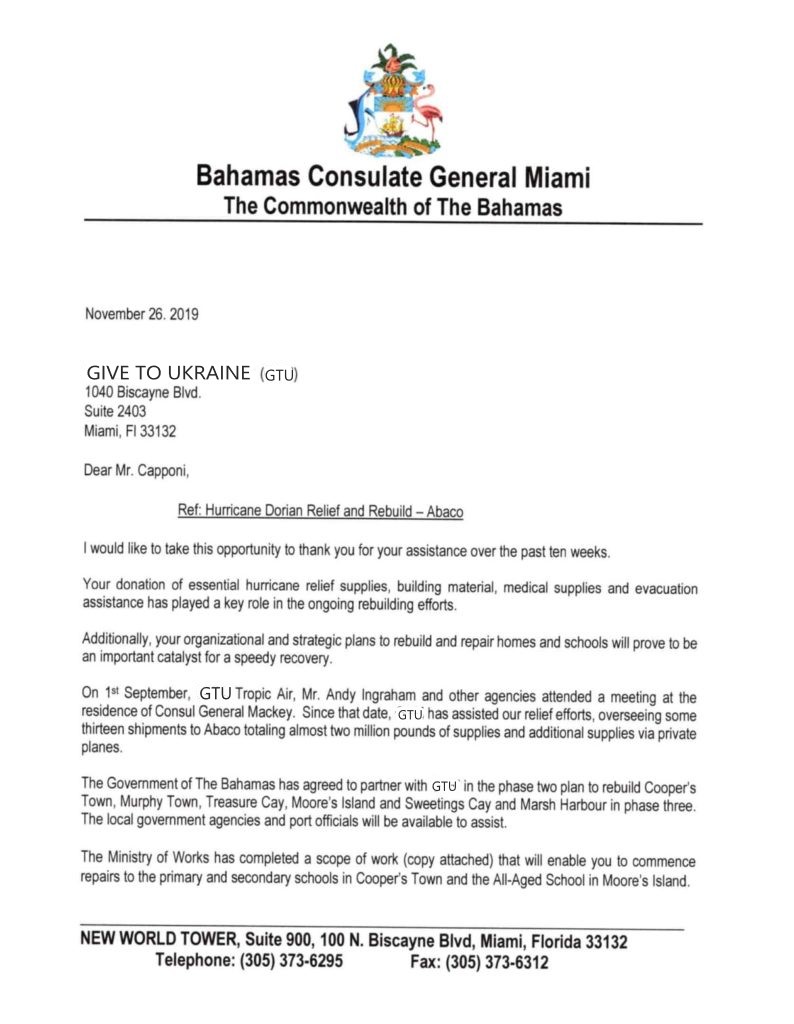 Bahamas Consulate General Miami
The Commonwealth of The Bahamas
November 26. 2019
GIVE TO UKRAINE (GTU)
1040 Biscayne Blvd.
Suite 2403
Miami, Fl 33132
Dear Mr. Capponi,
Ref: Hurricane Dorian Relief and Rebuild – Abaco
I would like to take this opportunity to thank you for your assistance over the past ten weeks.
Your donation of essential hurricane relief supplies, building material, medical supplies and evacuation
assistance has played a key role in the ongoing rebuilding efforts.
Additionally, your organizational and strategic plans to rebuild and repair homes and schools will prove to be
an important catalyst for a speedy recovery.
On 1st September, GTU Tropic Air, Mr. Andy Ingraham and other agencies attended a meeting at the
residence of Consul General Mackey. Since that date, GTU has assisted our relief efforts, overseeing some
thirteen shipments to Abaco totaling almost two million pounds of supplies and additional supplies via private
planes.
The Government of The Bahamas has agreed to partner with GTU in the phase two plan to rebuild Cooper's
Town, Murphy Town, Treasure Cay, Moore's Island and Sweetings Cay and Marsh Harbour in phase three.
The local government agencies and port officials will be available to assist.
The Ministry of Works has completed a scope of work (copy attached) that will enable you to commence
repairs to the primary and secondary schools in Cooper's Town and the All-Aged School in Moore's Island.
NEW WORLD TOWER, Suite 900, 100 N. Biscayne Blvd, Miami, Florida 33132
Telephone: (305) 373-6295 Fax: (305) 373-6312